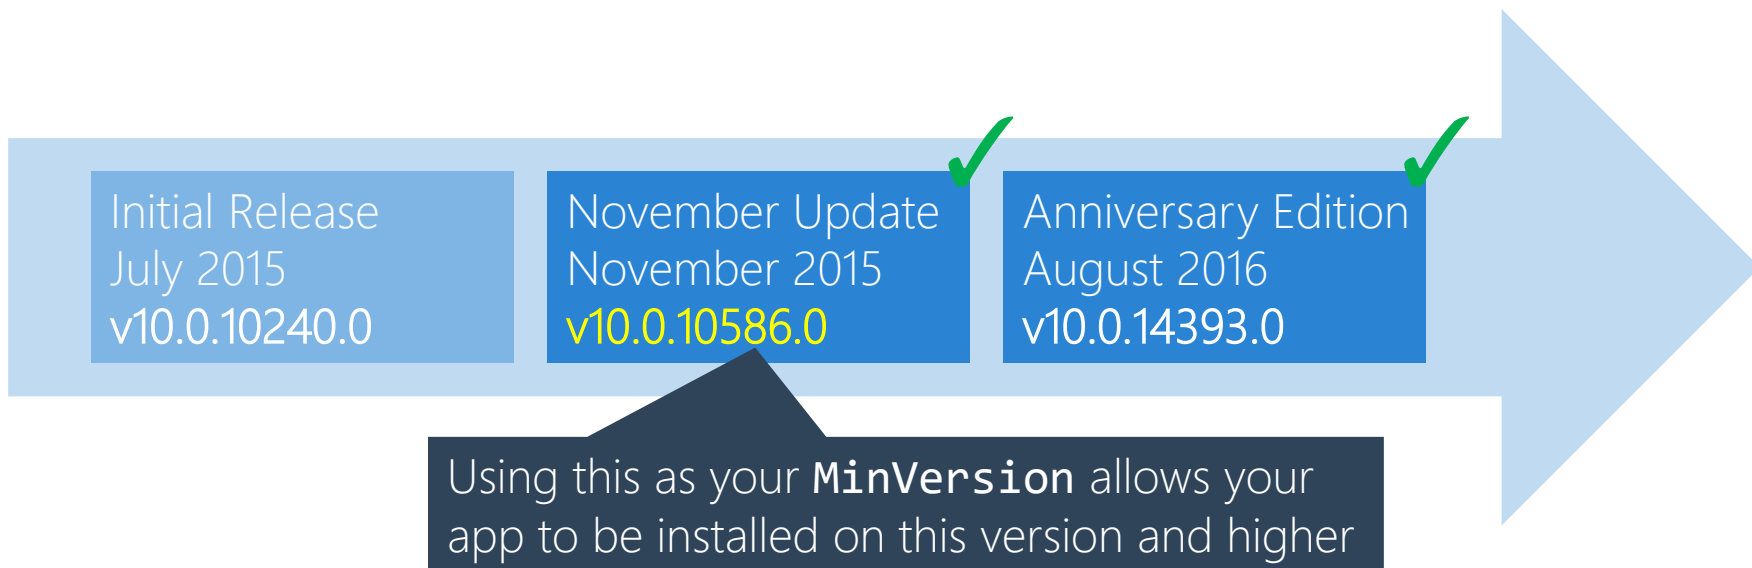 Initial Release
July 2015
v10.0.10240.0
November Update
November 2015
v10.0.10586.0
Anniversary Edition
August 2016
v10.0.14393.0
Using this as your MinVersion allows your
app to be installed on this version and higher